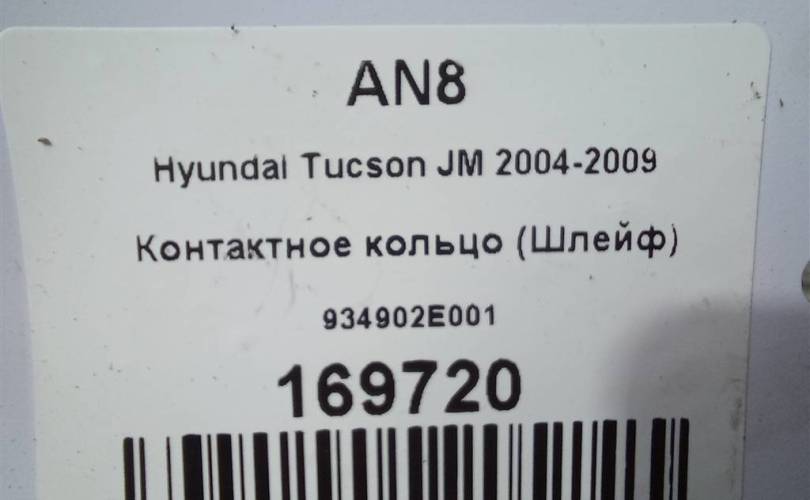 AN8
Hyundai Tucson JM 2004-2009
Контактное кольцо (Шлейф)
934902E001
169720